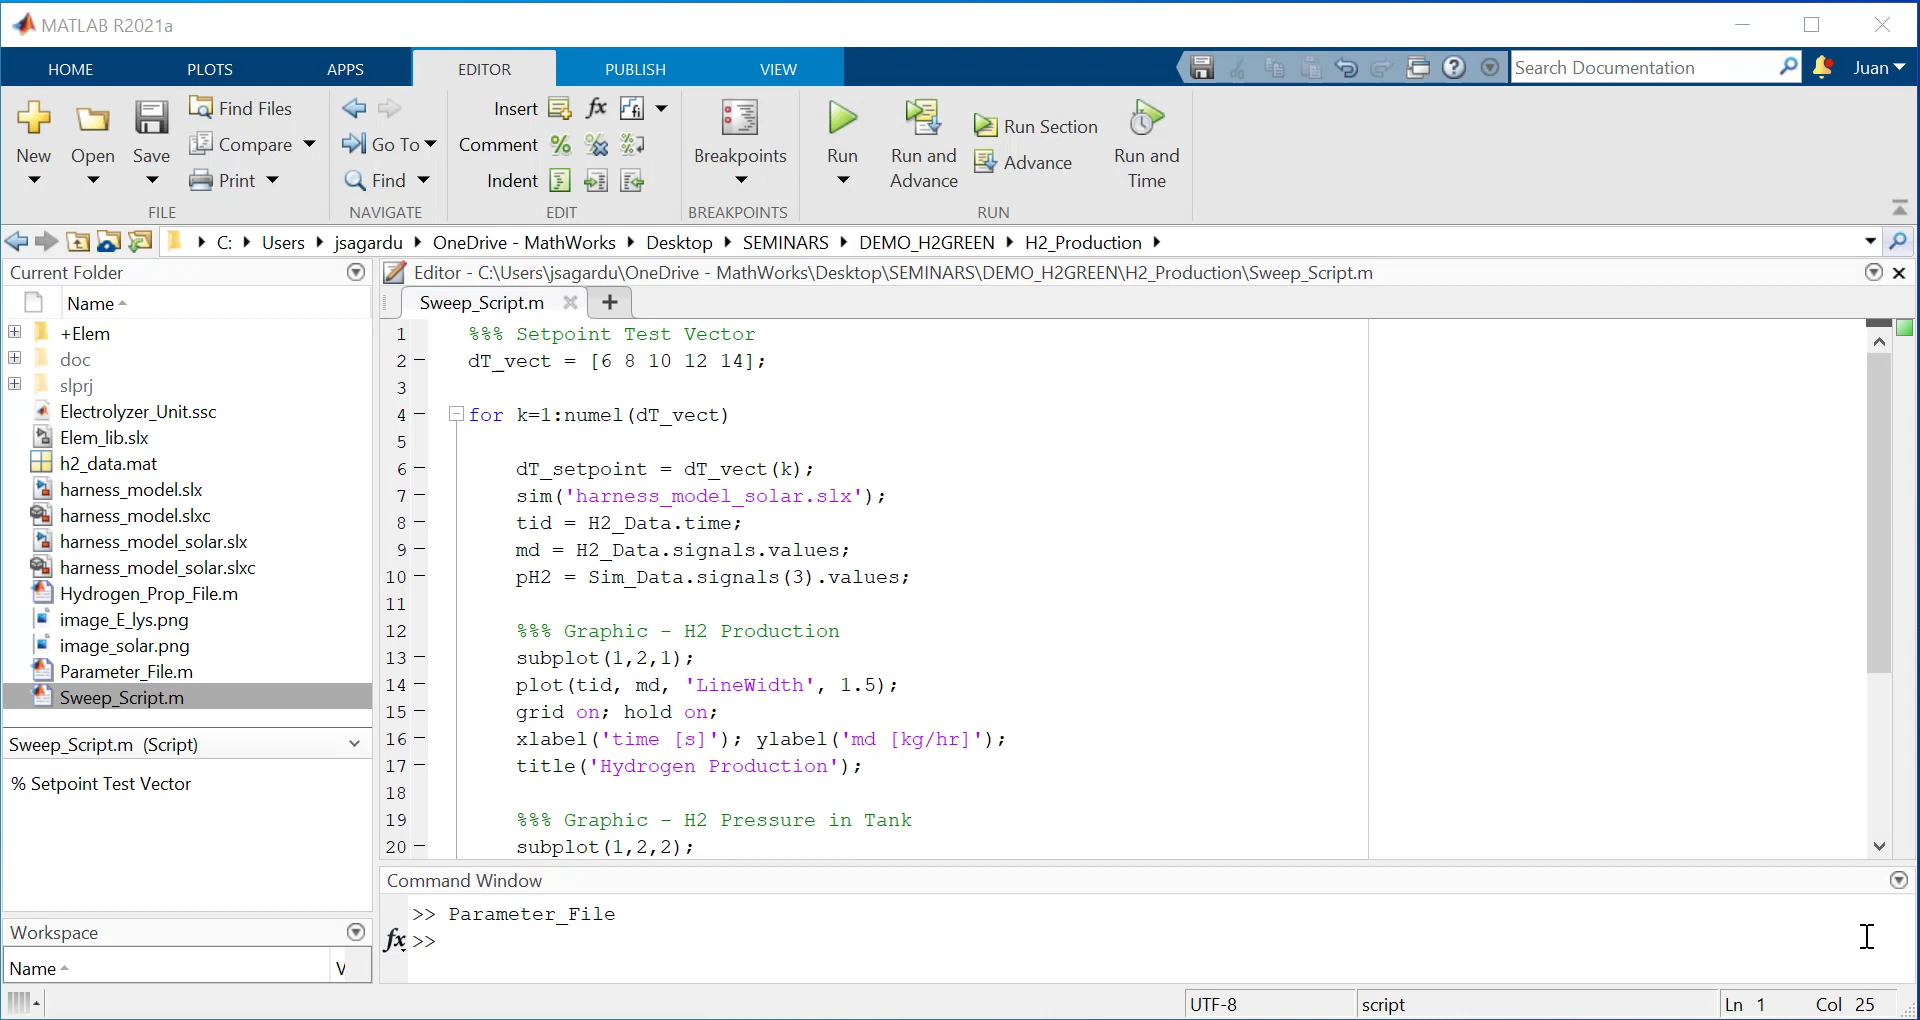 MATLAB R2021a
HOME PLOTS APPS EDITOR PUBLISH VIEW Search Documentation Juan
New Open Save Find Files Compare Print
FILE
Go To Find
NAVIGATE
Insert fx fi
Comment % %
Indent
EDIT
Breakpoints
BREAKPOINTS
Run Run and Advance Run Section Advance Run and Time
RUN
C: Users jsagardu OneDrive - MathWorks Desktop SEMINARS DEMO_H2GREEN H2_Production
Current Folder
Name
+Elem
doc
slprj
Electrolyzer_Unit.ssc
Elem_lib.slx
h2_data.mat
harness_model.slx
harness_model.slxc
harness_model_solar.slx
harness_model_solar.slxc
Hydrogen_Prop_File.m
image_E_lys.png
image_solar.png
Parameter_File.m
Sweep_Script.m
Sweep_Script.m (Script)
% Setpoint Test Vector
Workspace
Name V
Editor - C:\Users\jsagardu\OneDrive - MathWorks\Desktop\SEMINARS\DEMO_H2GREEN\H2_Production\Sweep_Script.m
Sweep_Script.m
1 %%% Setpoint Test Vector
2 dT_vect = [6 8 10 12 14];
3
4 for k=1:numel(dT_vect)
5
6 dT_setpoint = dT_vect(k);
7 sim('harness_model_solar.slx');
8 tid = H2_Data.time;
9 md = H2_Data.signals.values;
10 pH2 = Sim_Data.signals(3).values;
11
12 %%% Graphic - H2 Production
13 subplot(1,2,1);
14 plot(tid, md, 'LineWidth', 1.5);
15 grid on; hold on;
16 xlabel('time [s]'); ylabel('md [kg/hr]');
17 title('Hydrogen Production');
18
19 %%% Graphic - H2 Pressure in Tank
20 subplot(1,2,2);
Command Window
>> Parameter_File
fx >>
UTF-8 script Ln 1 Col 25